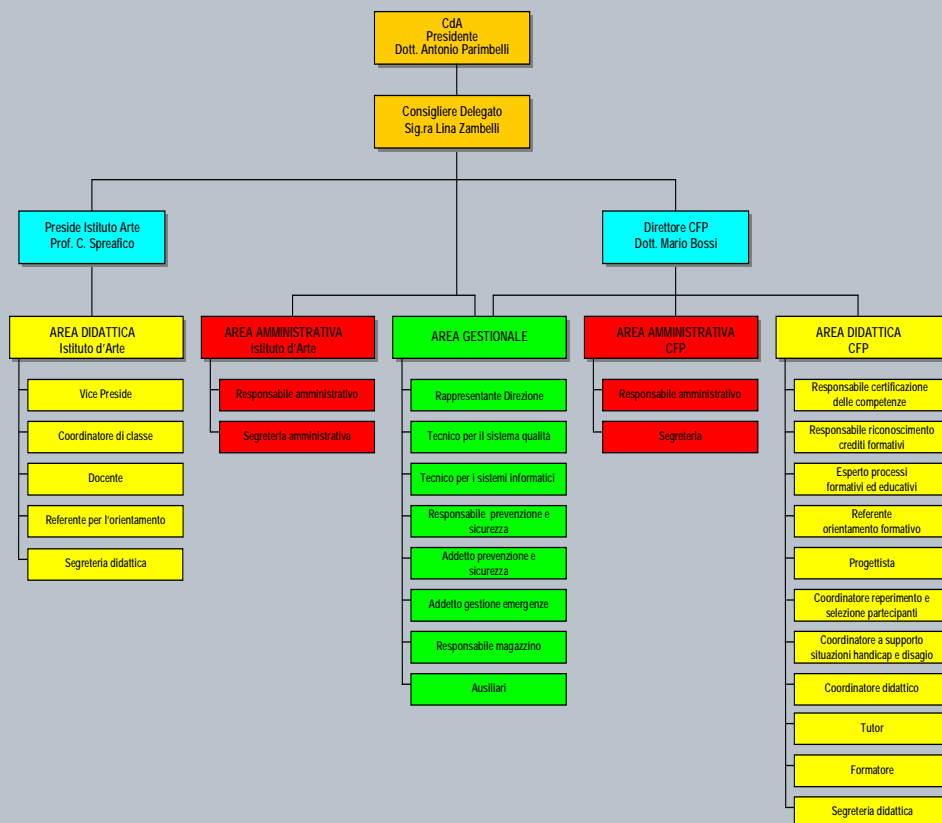 CdA
Presidente
Dott. Antonio Parimbelli
Consigliere Delegato
Sig.ra Lina Zambelli
Preside Istituto Arte
Prof. C. Spreafico
Direttore CFP
Dott. Mario Bossi
AREA DIDATTICA
Istituto d'Arte
Vice Preside
Coordinatore di classe
Docente
Referente per l'orientamento
Segreteria didattica
AREA AMMINISTRATIVA
Istituto d'Arte
Responsabile amministrativo
Segreteria amministrativa
AREA GESTIONALE
Rappresentante Direzione
Tecnico per il sistema qualità
Tecnico per i sistemi informatici
Responsabile prevenzione e
sicurezza
Addetto prevenzione e
sicurezza
Addetto gestione emergenze
Responsabile magazzino
Ausiliari
AREA AMMINISTRATIVA
CFP
Responsabile amministrativo
Segreteria
AREA DIDATTICA
CFP
Responsabile certificazione
delle competenze
Responsabile riconoscimento
crediti formativi
Esperto processi
formativi ed educativi
Referente
orientamento formativo
Progettista
Coordinatore reperimento e
selezione partecipanti
Coordinatore a supporto
situazioni handicap e disagio
Coordinatore didattico
Tutor
Formatore
Segreteria didattica